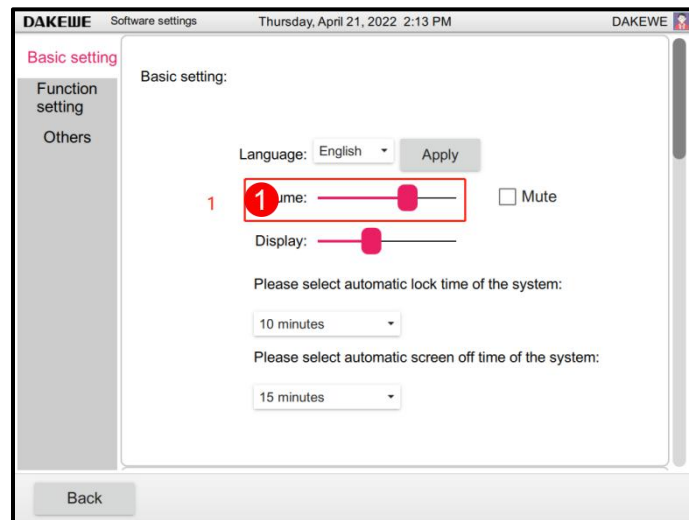 DAKEWE Software settings Thursday, April 21, 2022 2:13 PM DAKEWE
Basic setting
Function
setting
Others
Basic setting:
Language: English Apply
1 1 ume: Mute
Display:
Please select automatic lock time of the system:
10 minutes
Please select automatic screen off time of the system:
15 minutes
Back